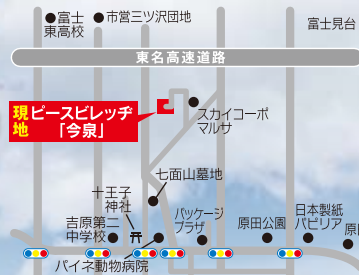 富士
東高校
市営三ツ沢団地
富士見台
東名高速道路
現地
ピースビレッヂ
「今泉」
スカイコーポ
マルサ
七面山墓地
十王子
神社
吉原第二
中学校
パッケージ
プラザ
原田公園
日本製紙
パピリア
原田
パイネ動物病院